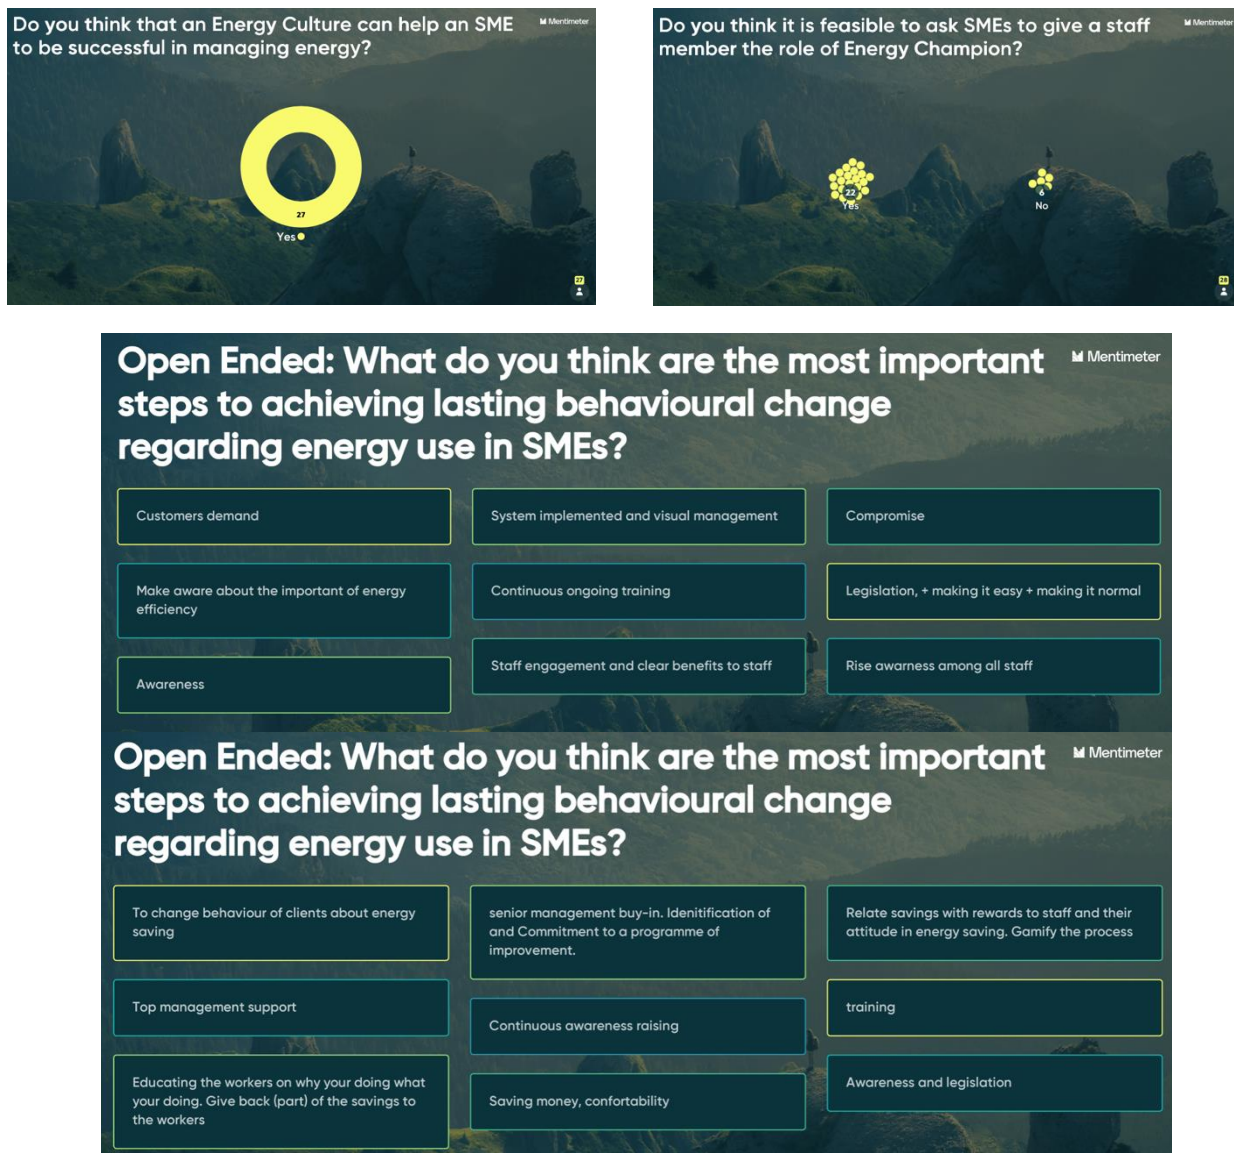 Do you think that an Energy Culture can help an SME
to be successful in managing energy?
Mentimeter
27
Yes
27
Do you think it is feasible to ask SMEs to give a staff
member the role of Energy Champion?
Mentimeter
22
Yes
6
No
28
Open Ended: What do you think are the most important
steps to achieving lasting behavioural change
regarding energy use in SMEs?
Mentimeter
Customers demand
Make aware about the important of energy
efficiency
Awareness
System implemented and visual management
Continuous ongoing training
Staff engagement and clear benefits to staff
Compromise
Legislation, + making it easy + making it normal
Rise awarness among all staff
Open Ended: What do you think are the most important
steps to achieving lasting behavioural change
regarding energy use in SMEs?
Mentimeter
To change behaviour of clients about energy
saving
Top management support
Educating the workers on why your doing what
your doing. Give back (part) of the savings to
the workers
senior management buy-in. Idenitification of
and Commitment to a programme of
improvement.
Continuous awareness raising
Saving money, confortability
Relate savings with rewards to staff and their
attitude in energy saving. Gamify the process
training
Awareness and legislation